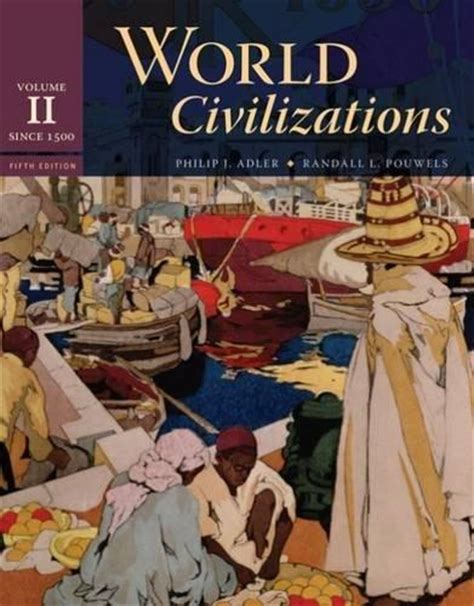 VOLUME
II
SINCE 1500
FIFTH EDITION
WORLD
Civilizations
PHILIP J. ADLER ◆ RANDALL L. POUWELS